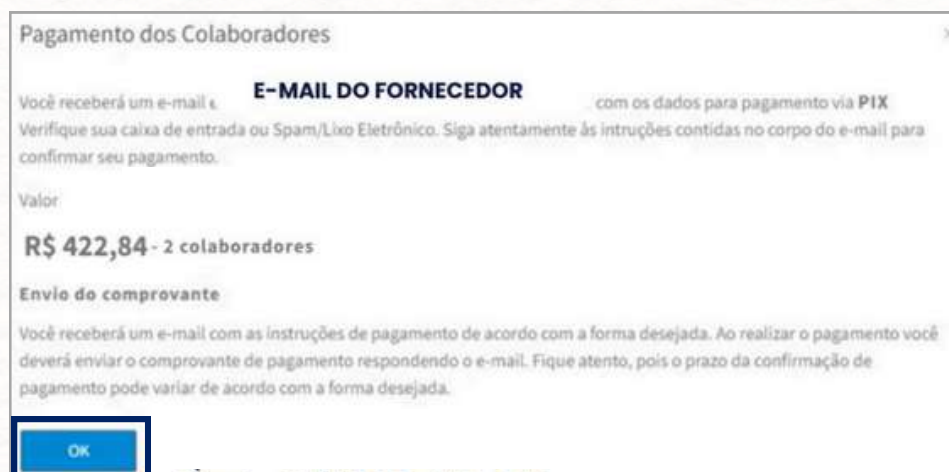 Pagamento dos Colaboradores
Você receberá um e-mail E-MAIL DO FORNECEDOR com os dados para pagamento via PIX
Verifique sua caixa de entrada ou Spam/Lixo Eletrônico. Siga atentamente às intruções contidas no corpo do e-mail para
confirmar seu pagamento.
Valor
R$ 422,84 - 2 colaboradores
Envio do comprovante
Você receberá um e-mail com as instruções de pagamento de acordo com a forma desejada. Ao realizar o pagamento você
deverá enviar o comprovante de pagamento respondendo o e-mail. Fique atento, pois o prazo da confirmação de
pagamento pode variar de acordo com a forma desejada.
OK